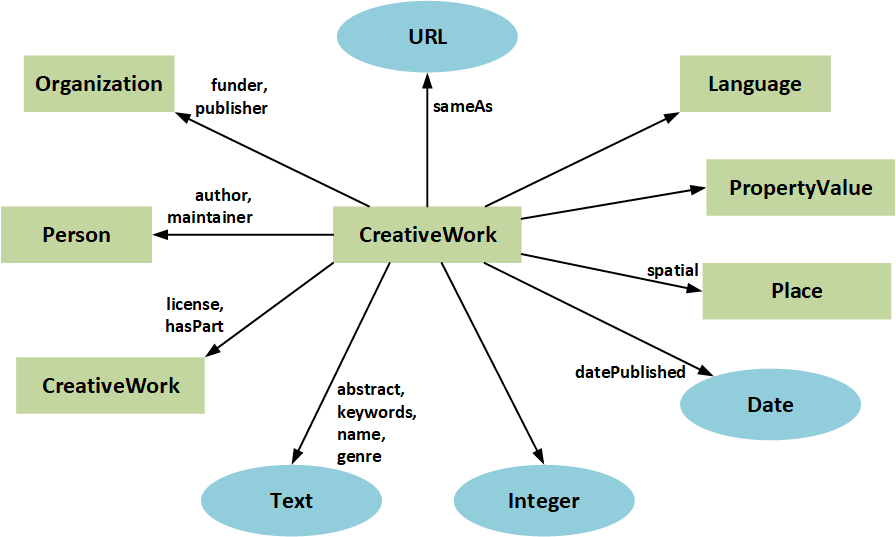 URL
Organization
funder,
publisher
sameAs
Language
PropertyValue
author,
maintainer
Person
CreativeWork
spatial
Place
license,
hasPart
CreativeWork
datePublished
Date
abstract,
keywords,
name,
genre
Text
Integer